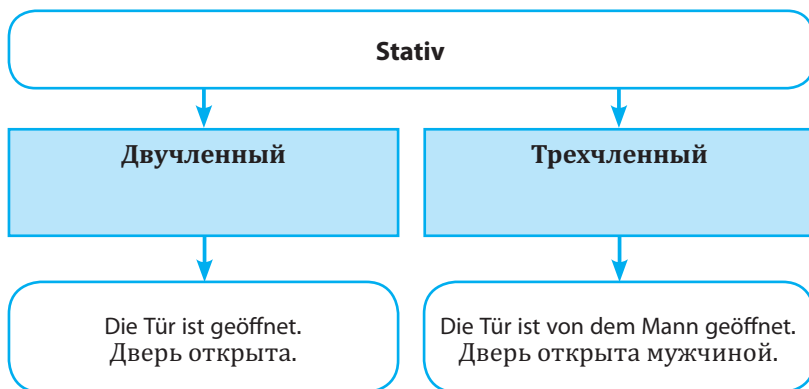 Stativ
Двучленный
Трехчленный
Die Tür ist geöffnet.
Дверь открыта.
Die Tür ist von dem Mann geöffnet.
Дверь открыта мужчиной.